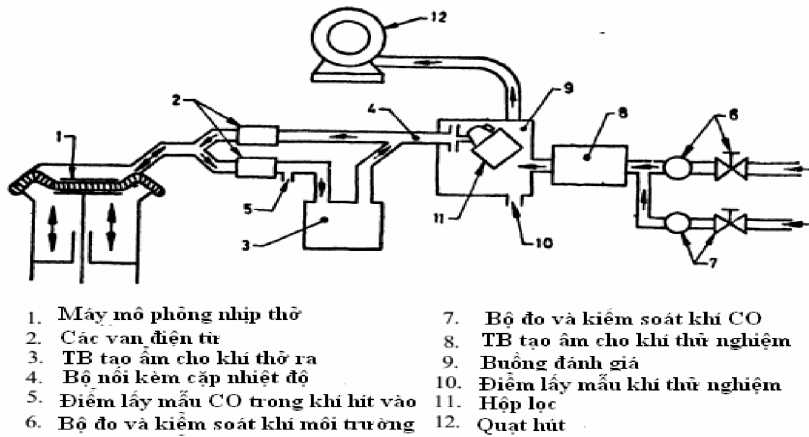 12
2
4
9
8
6
1
5
3
11
10
7
1. Máy mô phỏng nhịp thở
2. Các van điện từ
3. TB tạo ẩm cho khí thở ra
4. Bộ nối kèm cặp nhiệt độ
5. Điểm lấy mẫu CO trong khí hít vào
6. Bộ đo và kiểm soát khí môi trường
7. Bộ đo và kiểm soát khí CO
8. TB tạo âm cho khí thử nghiệm
9. Buồng đánh giá
10. Điểm lấy mẫu khí thử nghiệm
11. Hộp lọc
12. Quạt hút